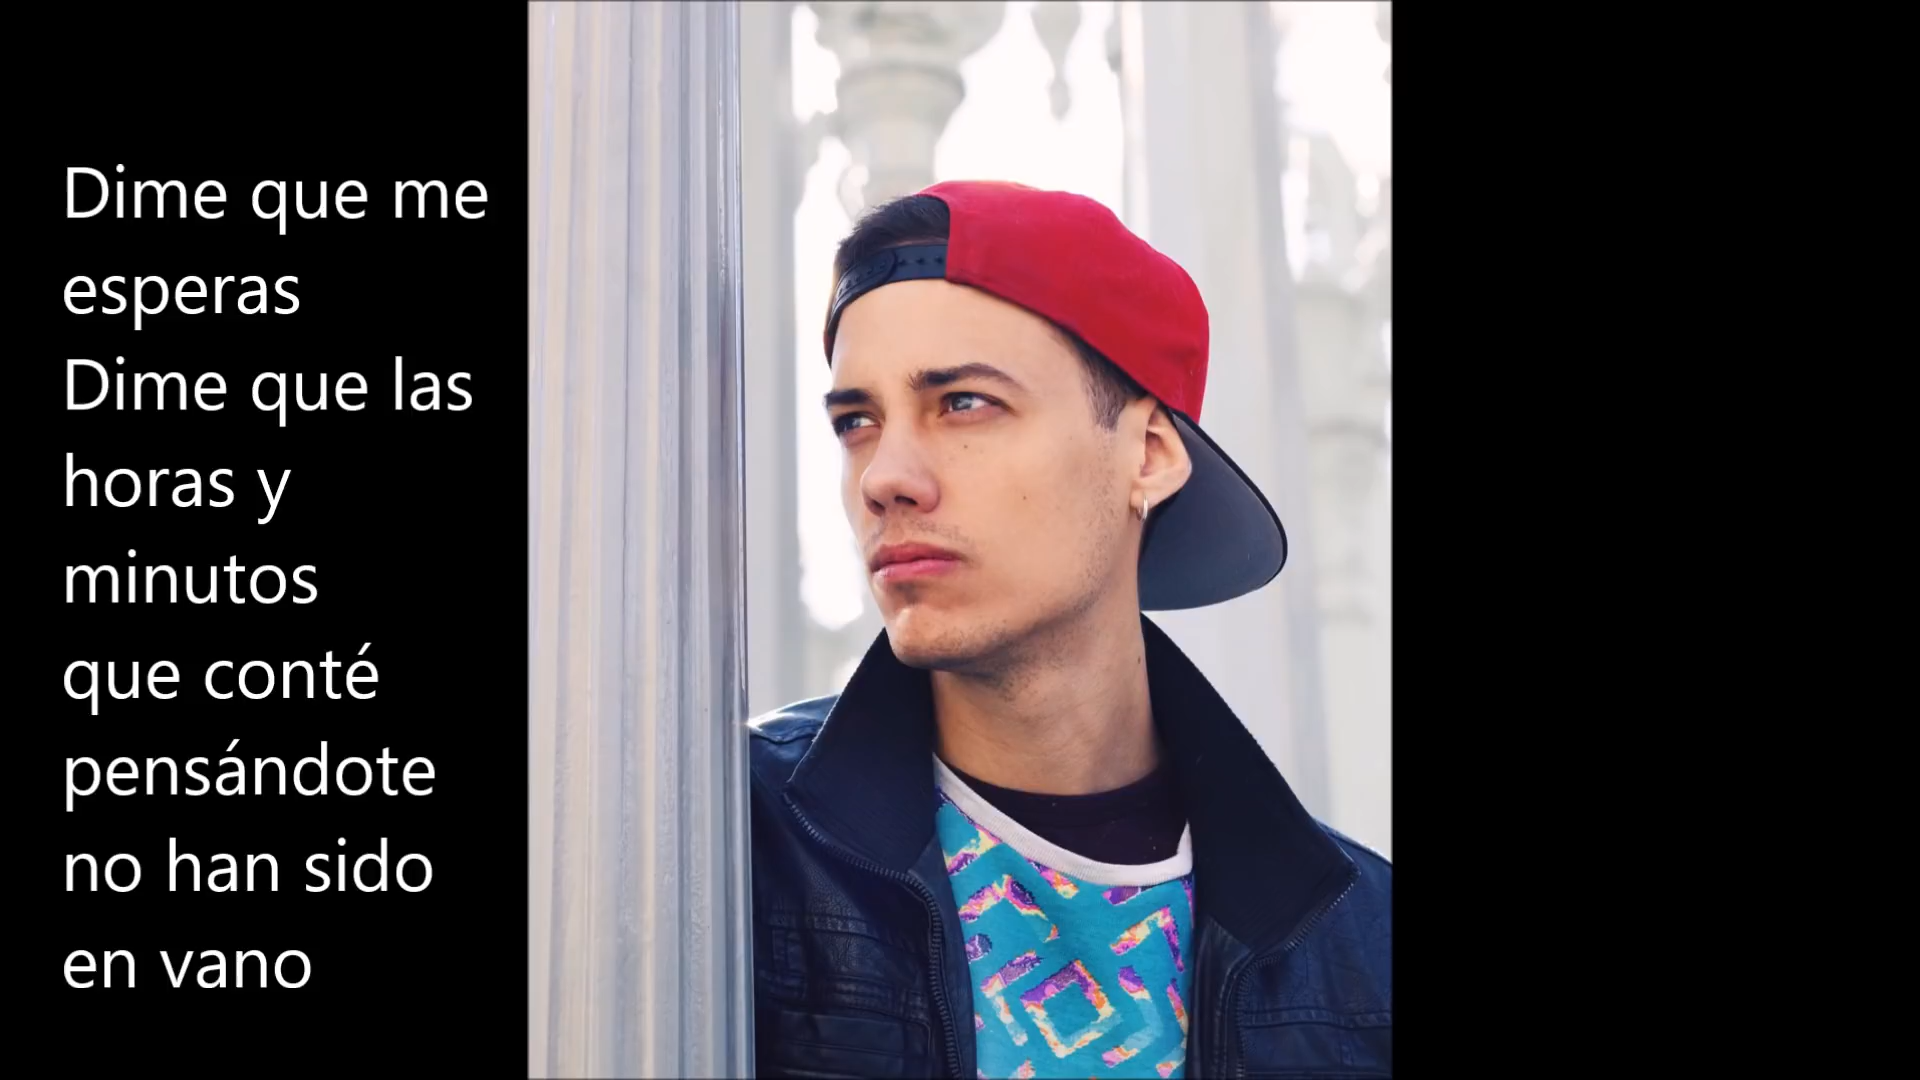 Dime que me
esperas
Dime que las
horas y
minutos
que conté
pensándote
no han sido
en vano